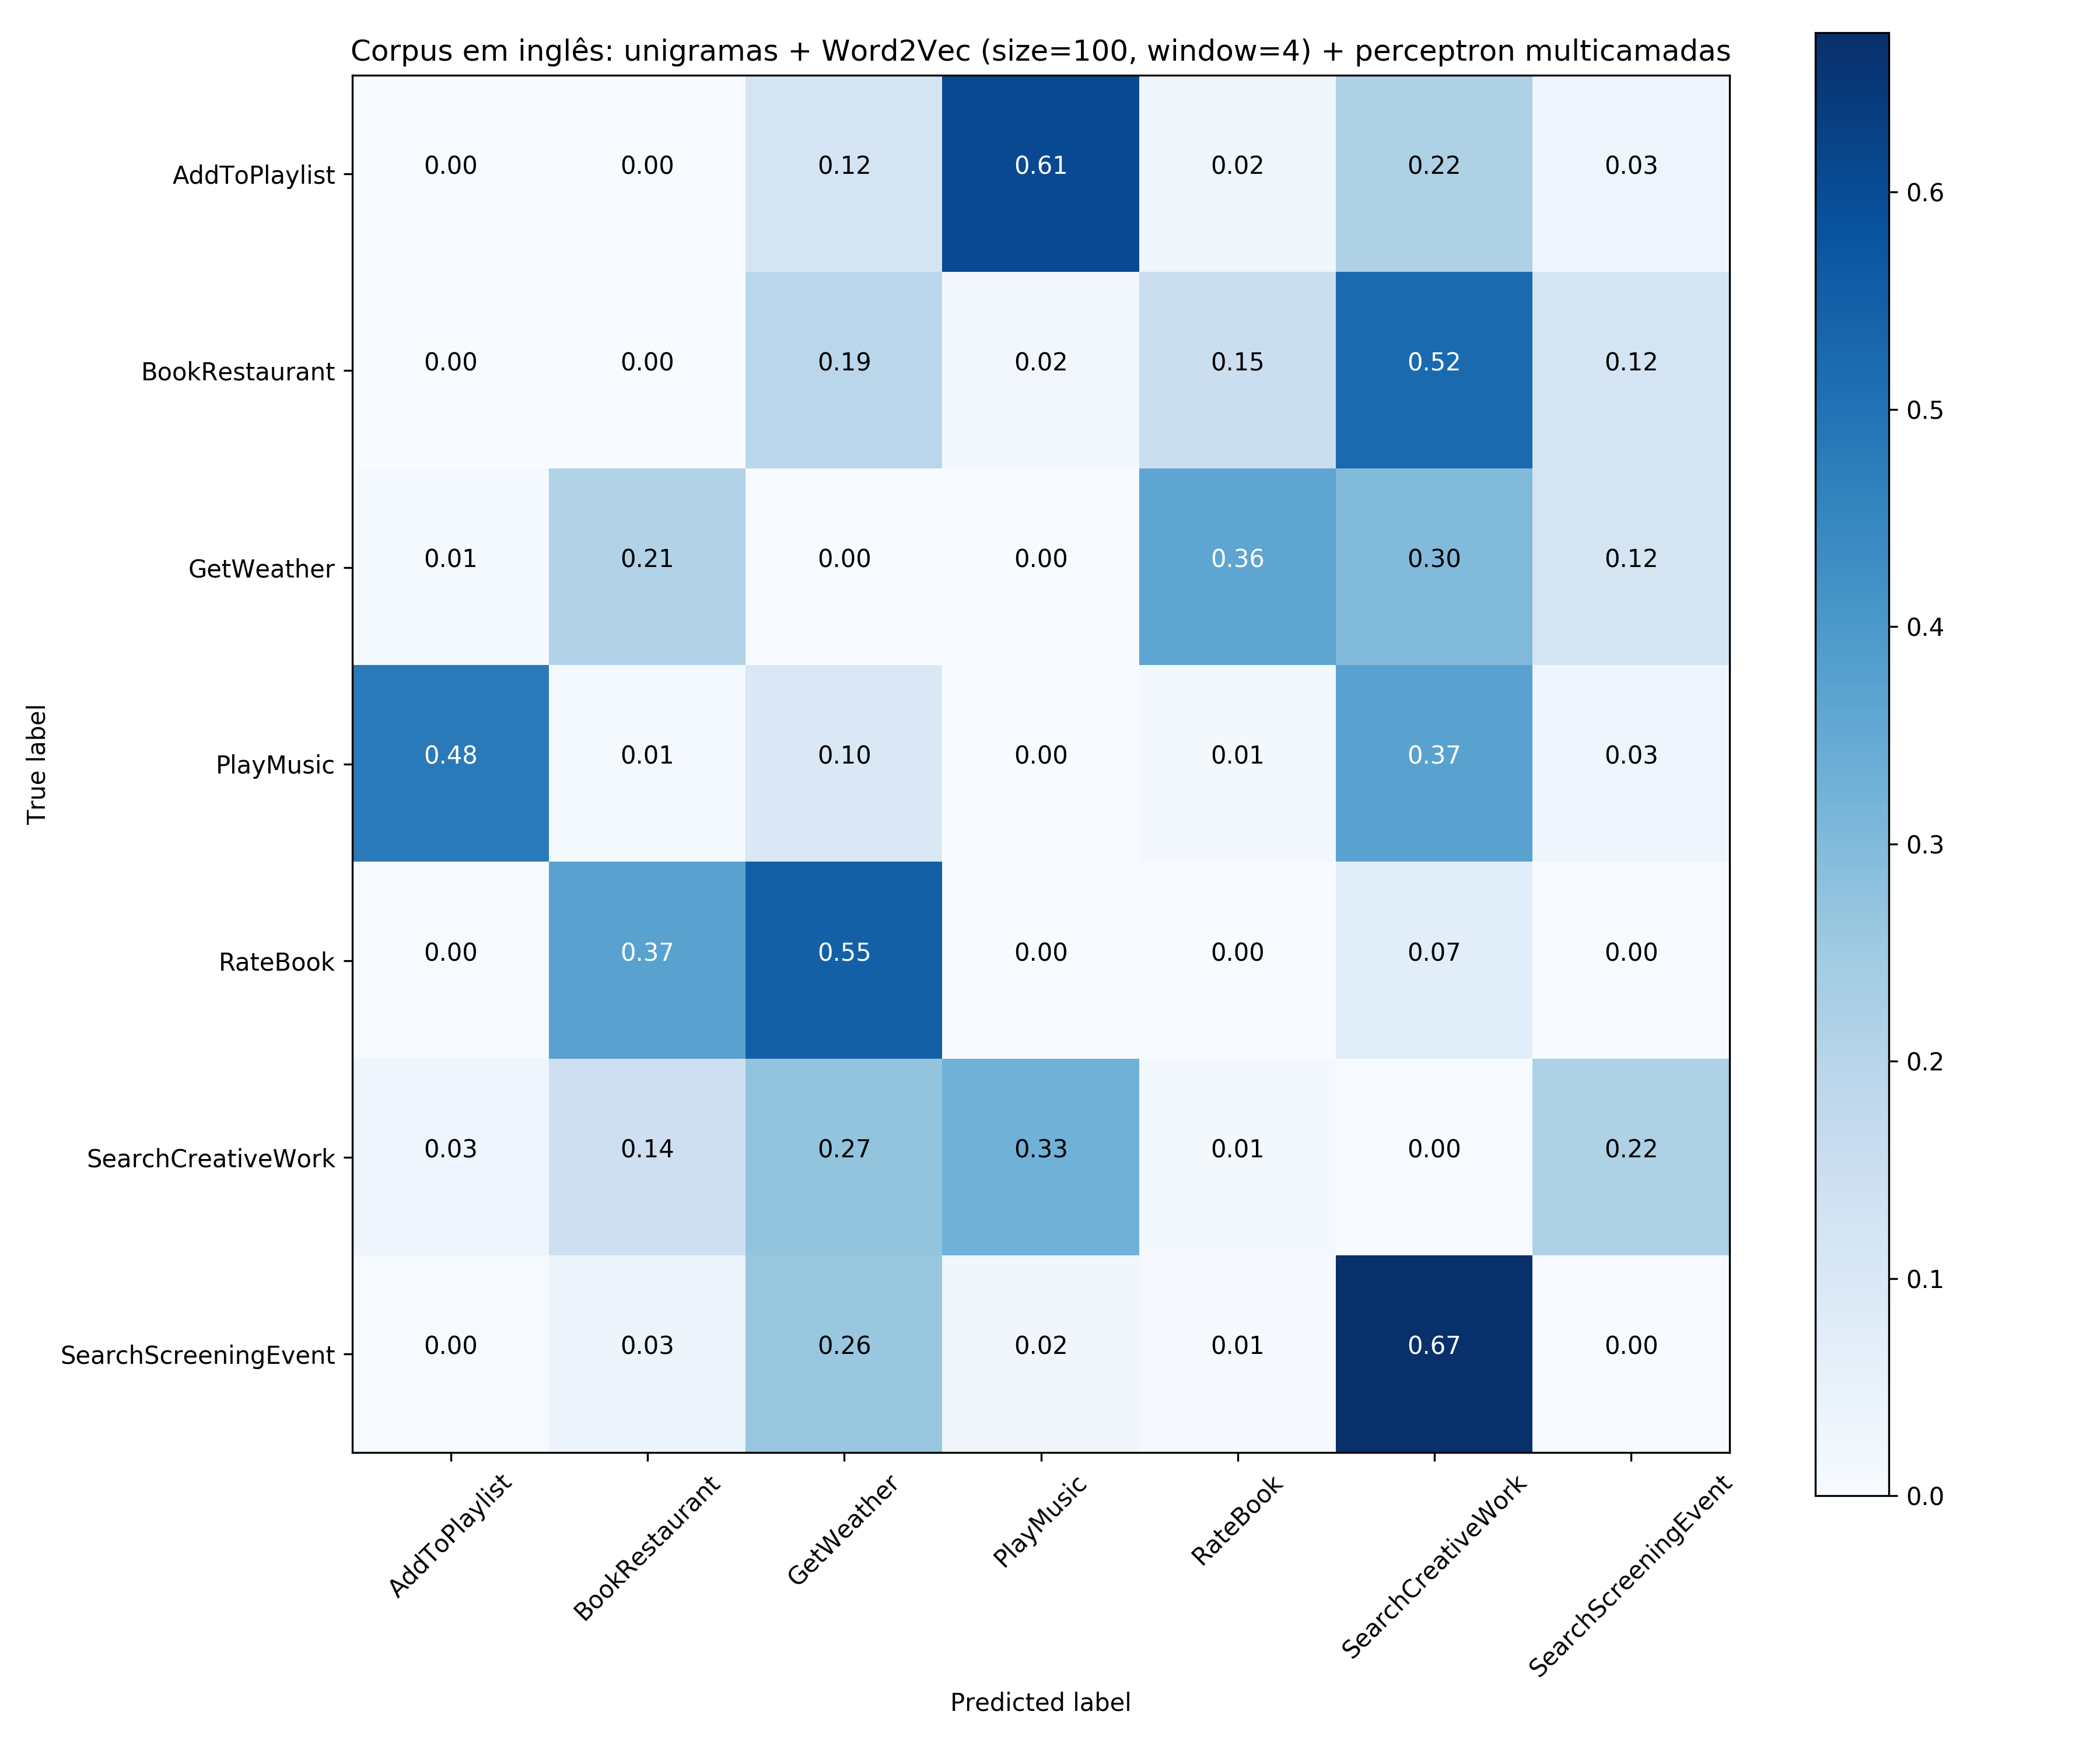 Corpus em inglês: unigramas + Word2Vec (size=100, window=4) + perceptron multicamadas
True label
AddToPlaylist 0.00 0.00 0.12 0.61 0.02 0.22 0.03
BookRestaurant 0.00 0.00 0.19 0.02 0.15 0.52 0.12
GetWeather 0.01 0.21 0.00 0.00 0.36 0.30 0.12
PlayMusic 0.48 0.01 0.10 0.00 0.01 0.37 0.03
RateBook 0.00 0.37 0.55 0.00 0.00 0.07 0.00
SearchCreativeWork 0.03 0.14 0.27 0.33 0.01 0.00 0.22
SearchScreeningEvent 0.00 0.03 0.26 0.02 0.01 0.67 0.00
AddToPlaylist BookRestaurant GetWeather PlayMusic RateBook SearchCreativeWork SearchScreeningEvent
Predicted label
0.6
0.5
0.4
0.3
0.2
0.1
0.0